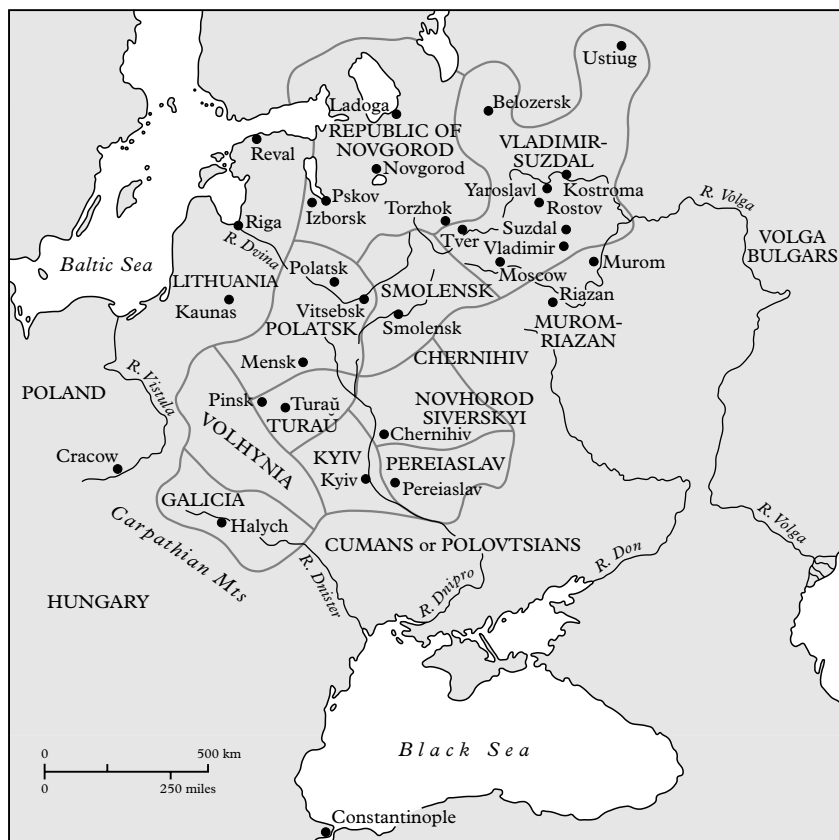 Ustiug
Belozersk
Ladoga
REPUBLIC OF
NOVGOROD
VLADIMIR-
SUZDAL
Reval
Novgorod
Yaroslavl
Kostroma
Pskov
Izborsk
Rostov
R. Volga
Torzhok
Riga
Tver
Suzdal
R. Dvina
Vladimir
VOLGA
BULGARS
Baltic Sea
Polatsk
Moscow
Murom
LITHUANIA
SMOLENSK
Kaunas
Vitsebsk
Riazan
POLATSK
Smolensk
MUROM-
RIAZAN
Mensk
CHERNIHIV
R. Vistula
POLAND
Pinsk
Turaŭ
NOVHOROD
SIVERSKYI
TURAŬ
VOLHYNIA
Chernihiv
Cracow
KYIV
PEREIASLAV
Kyiv
Pereiaslav
GALICIA
Halych
R. Volga
Carpathian Mts
CUMANS or POLOVTSIANS
R. Don
R. Dnister
R. Dnipro
HUNGARY
Black Sea
0
500 km
0
250 miles
Constantinople